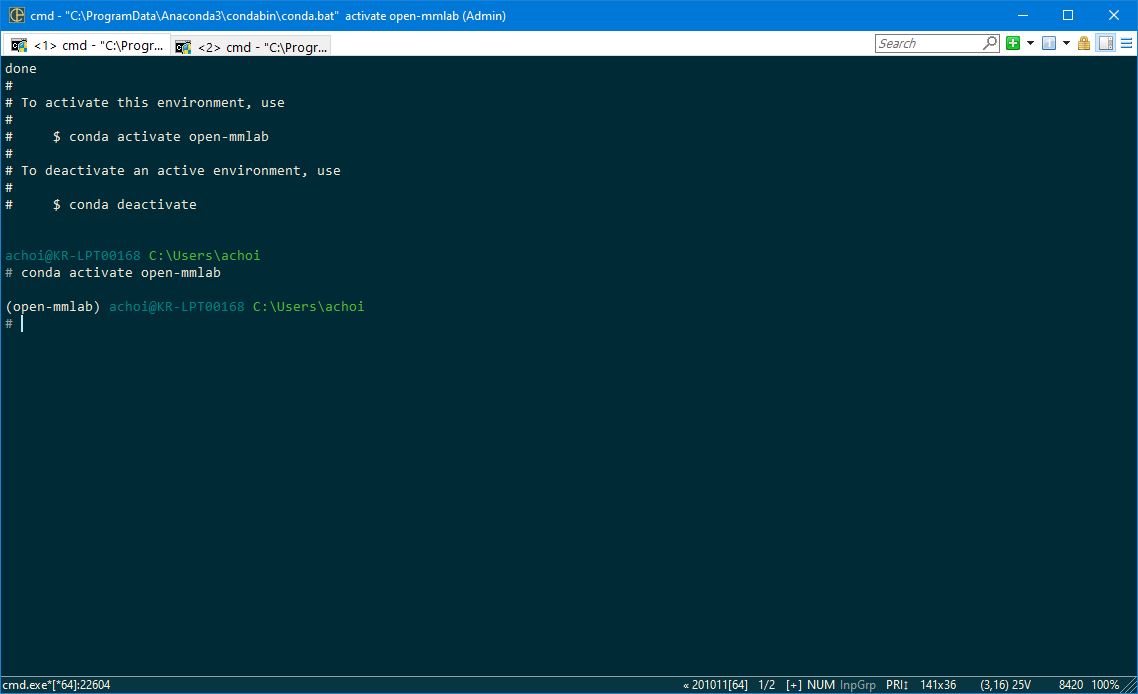 cmd - "C:\ProgramData\Anaconda3\condabin\conda.bat"  activate open-mmlab (Admin)
<1> cmd - "C:\Progr... <2> cmd - "C:\Progr... Search
done
#
# To activate this environment, use
#
#     $ conda activate open-mmlab
#
# To deactivate an active environment, use
#
#     $ conda deactivate
achoi@KR-LPT00168 C:\Users\achoi
# conda activate open-mmlab
(open-mmlab) achoi@KR-LPT00168 C:\Users\achoi
#
cmd.exe*[*64]:22604 « 201011[64] 1/2 [+] NUM InpGrp PRI↕ 141x36 (3,16) 25V 8420 100%